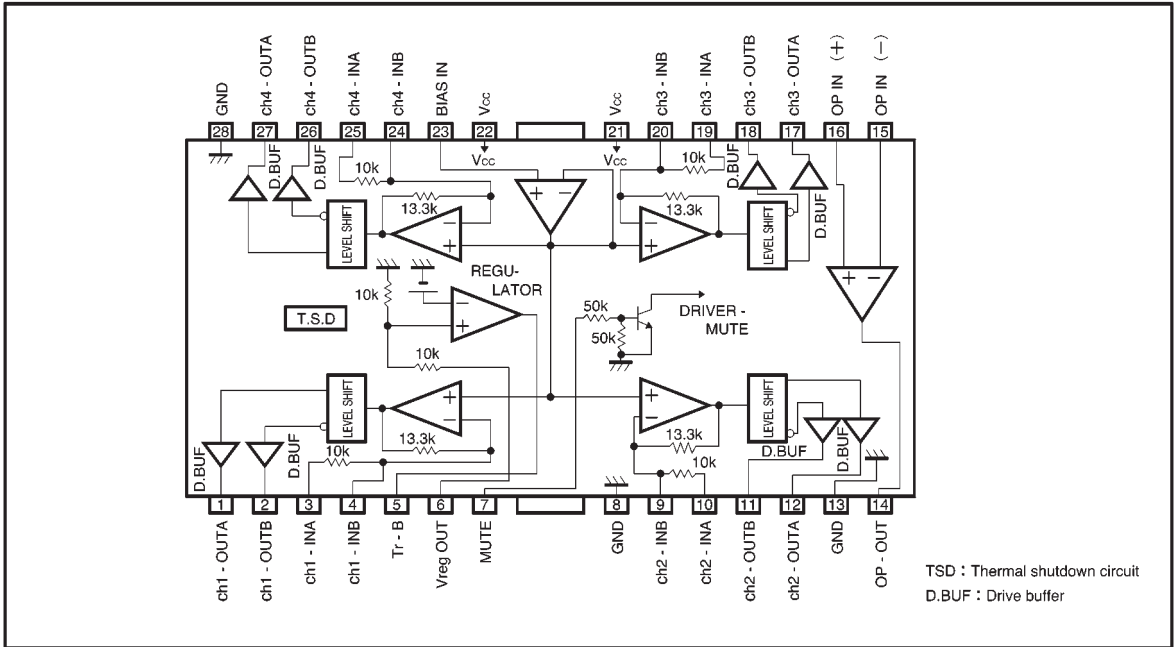 GND
ch4 - OUTA
ch4 - OUTB
ch4 - INA
ch4 - INB
BIAS IN
Vcc
Vcc
ch3 - INB
ch3 - INA
ch3 - OUTB
ch3 - OUTA
OP IN (+)
OP IN (−)
28 27 26 25 24 23 22 21 20 19 18 17 16 15
Vcc Vcc
D.BUF
D.BUF
10k
13.3k
LEVEL SHIFT
+ −
−
+
10k
13.3k
−
+
LEVEL SHIFT
D.BUF
D.BUF
+ −
T.S.D
10k
REGU-
LATOR
−
+
10k
50k
50k
DRIVER -
MUTE
LEVEL SHIFT
+
−
13.3k
10k
D.BUF
D.BUF
+
−
13.3k
10k
LEVEL SHIFT
D.BUF
D.BUF
1 2 3 4 5 6 7 8 9 10 11 12 13 14
ch1 - OUTA
ch1 - OUTB
ch1 - INA
ch1 - INB
Tr - B
Vreg OUT
MUTE
GND
ch2 - INB
ch2 - INA
ch2 - OUTB
ch2 - OUTA
GND
OP - OUT
TSD : Thermal shutdown circuit
D.BUF : Drive buffer